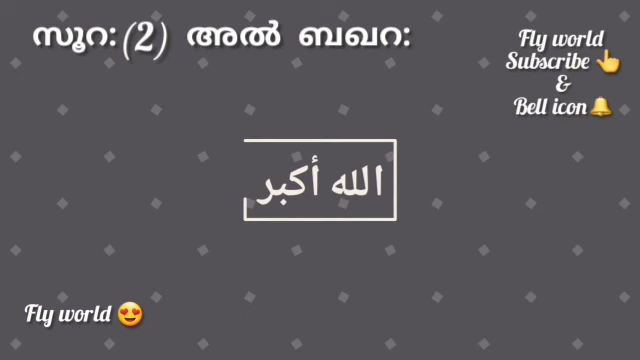 സൂറ:(2) അൽ ബഖറ:
Fly world
Subscribe 👆
&
Bell icon🔔
الله أكبر
Fly world 😍